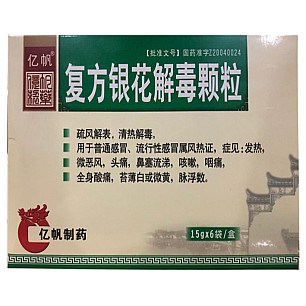 【批准文号】国药准字Z20040024
亿帆
复方银花解毒颗粒
疏风解表，清热解毒。
用于普通感冒、流行性感冒属风热证，症见：发热，
微恶风，头痛，鼻塞流涕，咳嗽，咽痛，
全身酸痛，苔薄白或微黄，脉浮数。
亿帆制药
15g×6袋/盒